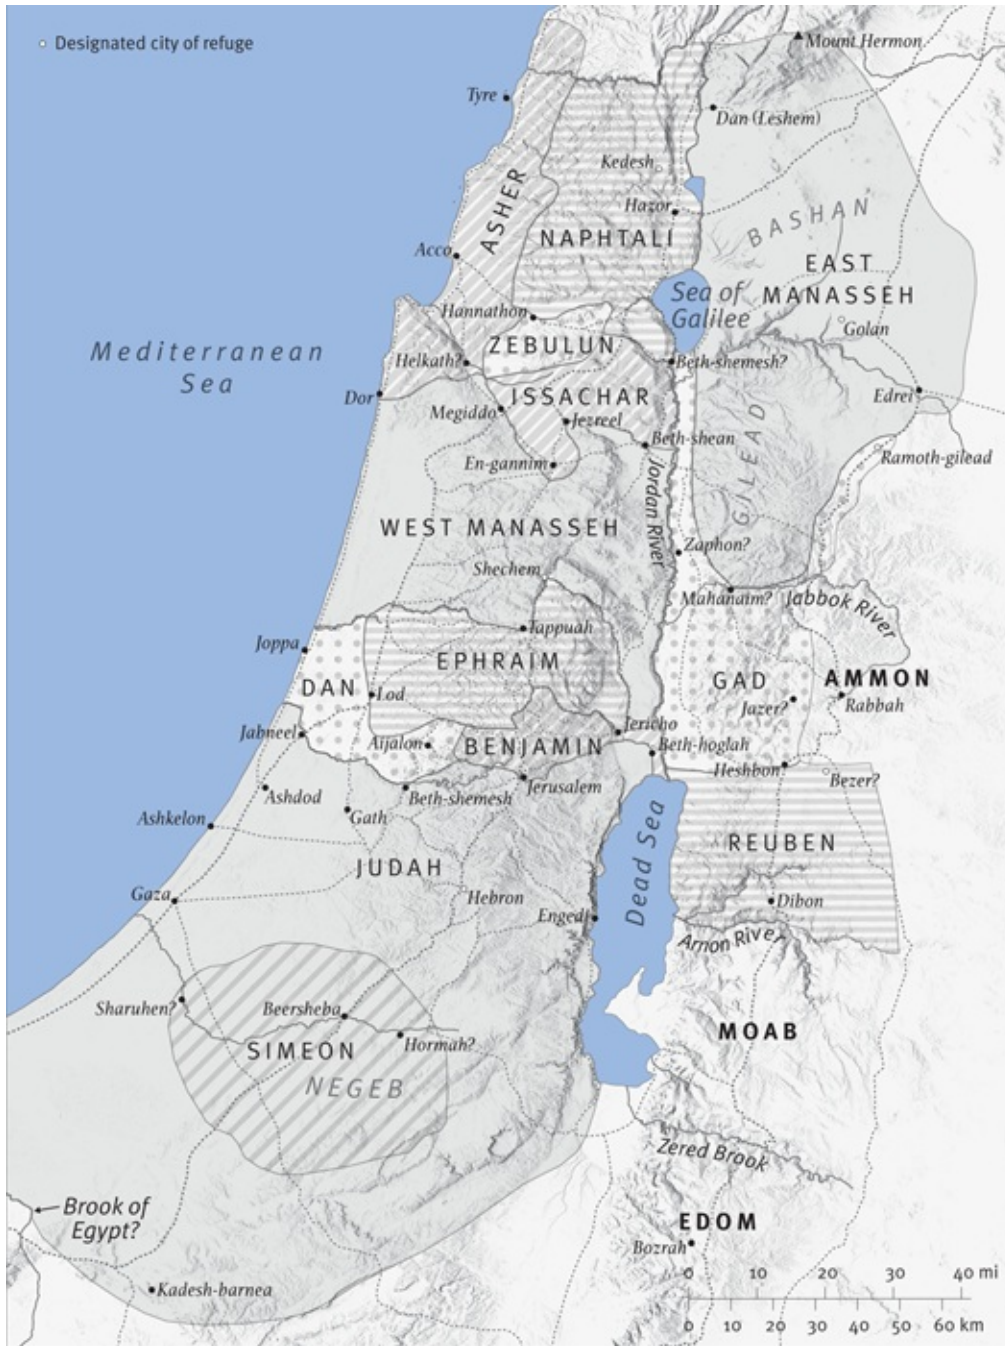 Designated city of refuge
Mount Hermon
Tyre
Dan (Leshem)
Kedesh
ASHER
Hazor
BASHAN
NAPHTALI
Acco
EAST
MANASSEH
Sea of
Galilee
Hannathon
Golan
Mediterranean
Sea
ZEBULUN
Helkath?
Beth-shemesh?
Dor
ISSACHAR
Edrei
Megiddo
Jezreel
GILEAD
Beth-shean
En-gannim
Ramoth-gilead
Jordan River
WEST MANASSEH
Zaphon?
Shechem
Mahanaim?
Jabbok River
Tappuah
Joppa
EPHRAIM
DAN
Lod
GAD
AMMON
Jazer?
Rabbah
Jericho
Jabneel
Aijalon
BENJAMIN
Beth-hoglah
Heshbon
Bezer?
Jerusalem
Ashdod
Beth-shemesh
Gath
Ashkelon
REUBEN
JUDAH
Dead Sea
Hebron
Gaza
Engedi
Dibon
Arnon River
Sharuhen?
Beersheba
Hormah?
SIMEON
NEGEB
MOAB
Zered Brook
Brook of
Egypt?
EDOM
Bozrah
Kadesh-barnea
0 10 20 30 40 mi
0 10 20 30 40 50 60 km